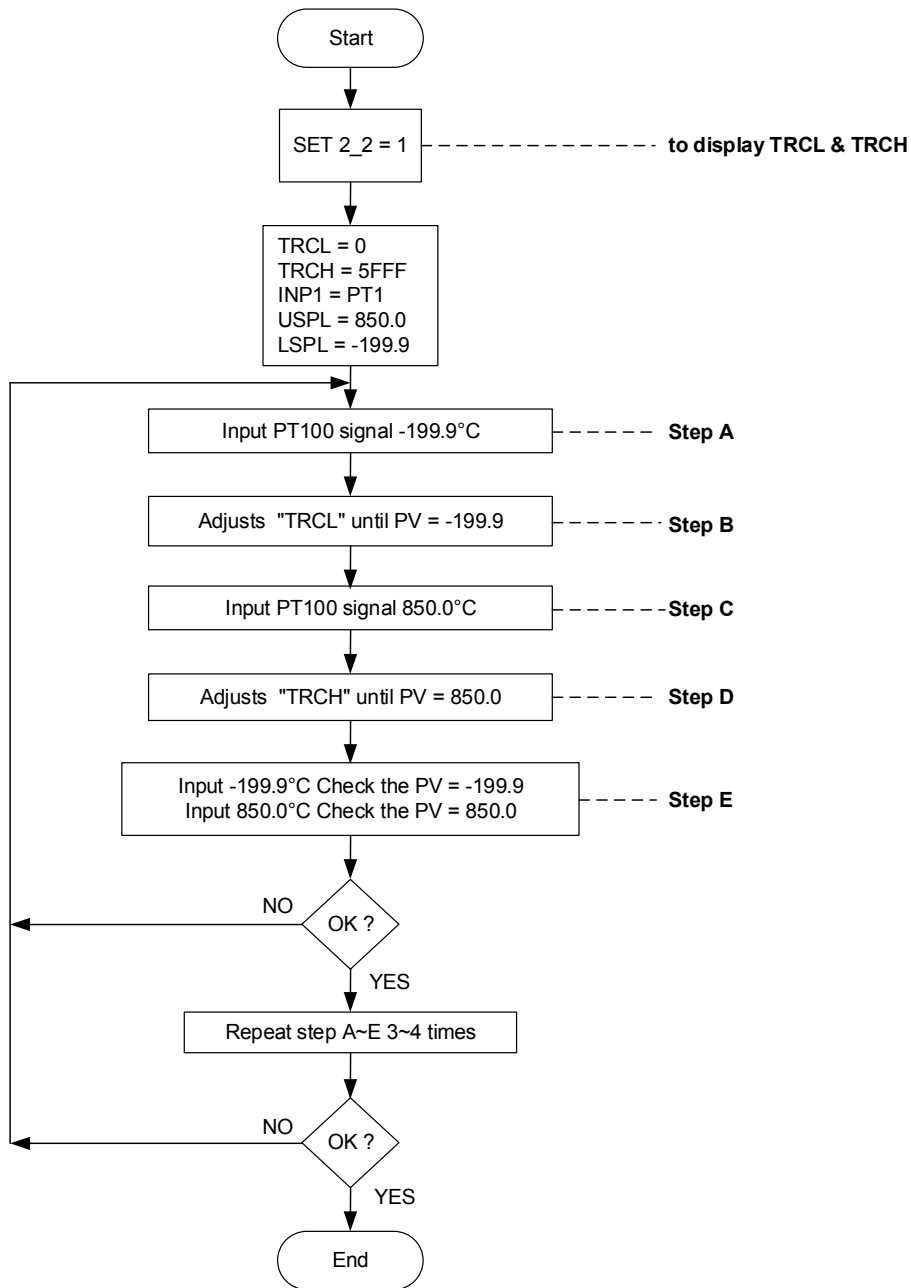 Start
SET 2_2 = 1
to display TRCL & TRCH
TRCL = 0
TRCH = 5FFF
INP1 = PT1
USPL = 850.0
LSPL = -199.9
Input PT100 signal -199.9°C
Step A
Adjusts "TRCL" until PV = -199.9
Step B
Input PT100 signal 850.0°C
Step C
Adjusts "TRCH" until PV = 850.0
Step D
Input -199.9°C Check the PV = -199.9
Input 850.0°C Check the PV = 850.0
Step E
NO
OK ?
YES
Repeat step A~E 3~4 times
NO
OK ?
YES
End